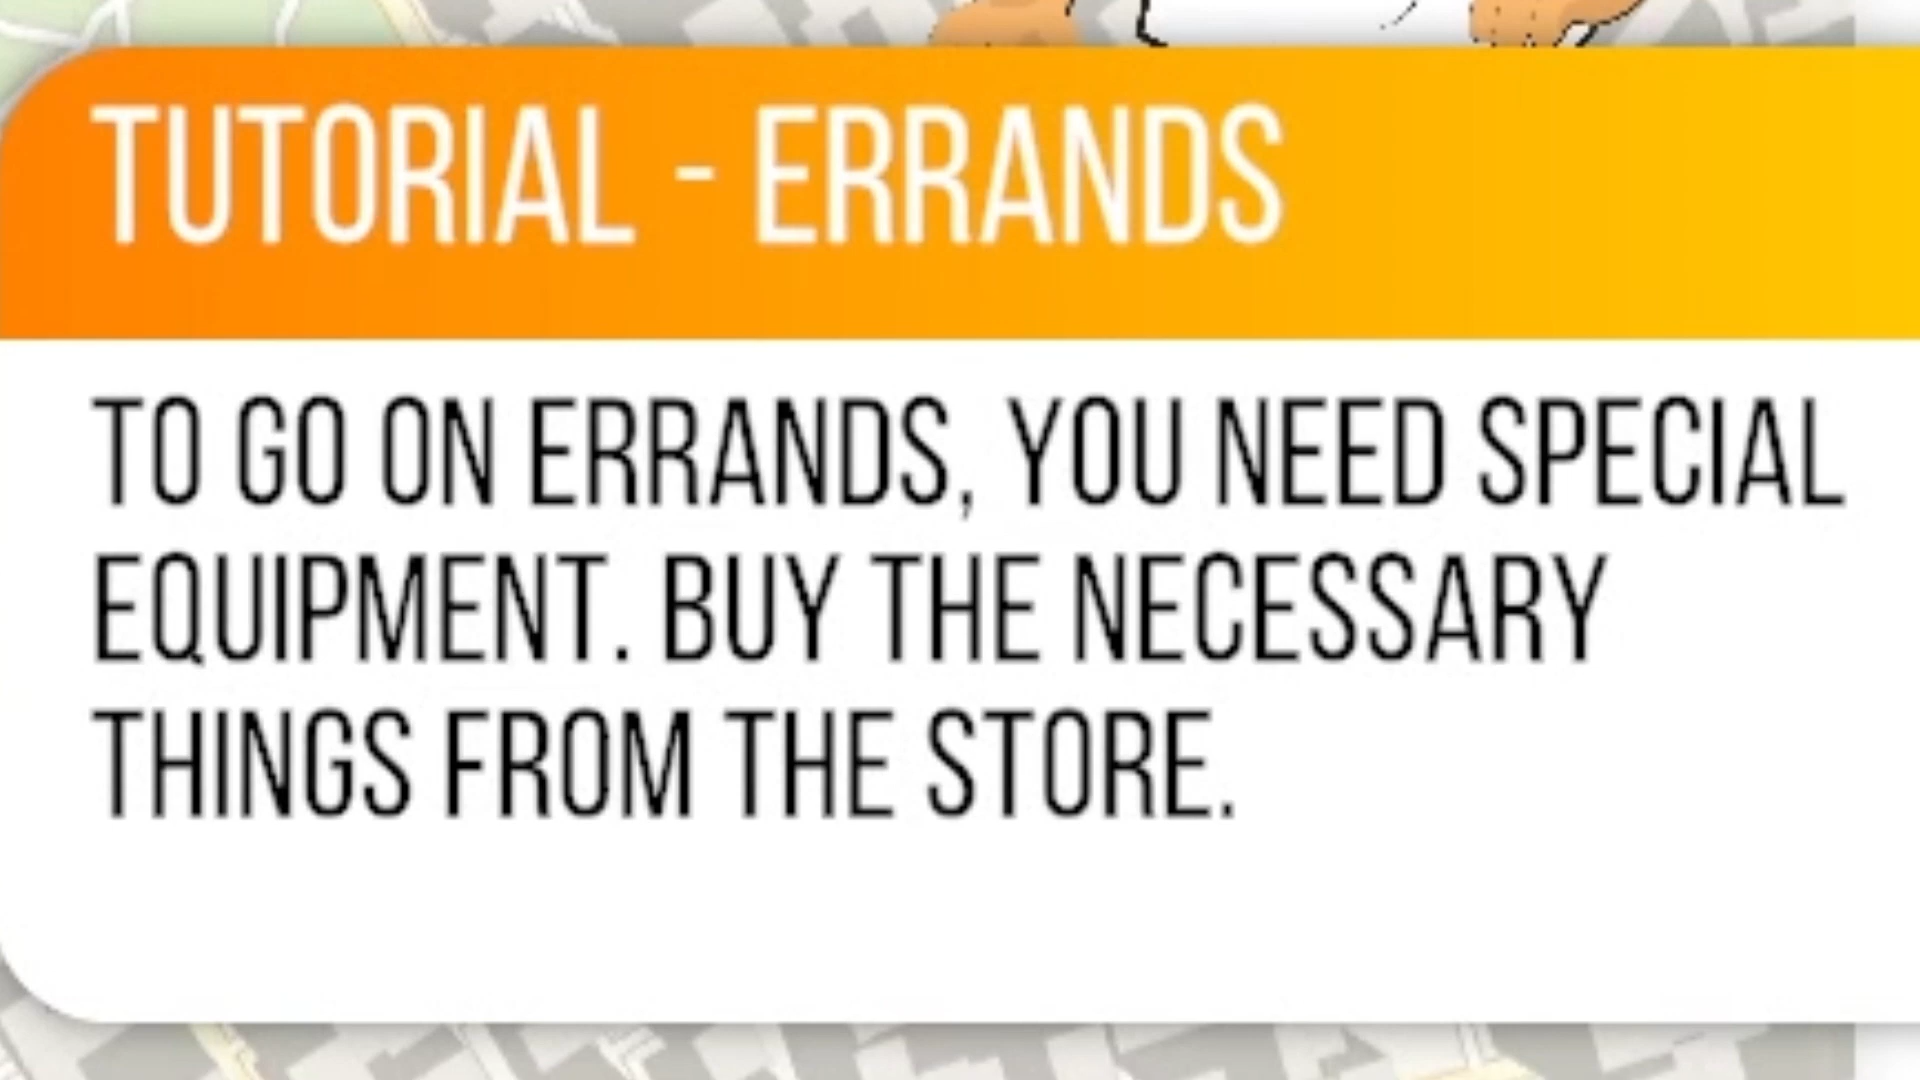 TUTORIAL - ERRANDS
TO GO ON ERRANDS, YOU NEED SPECIAL
EQUIPMENT. BUY THE NECESSARY
THINGS FROM THE STORE.